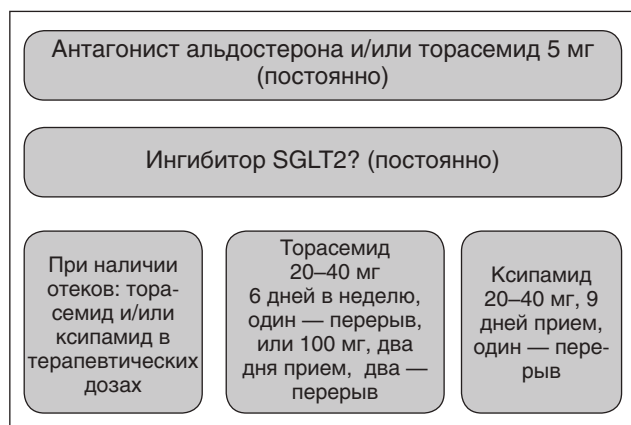 Антагонист альдостерона и/или торасемид 5 мг
(постоянно)
Ингибитор SGLT2? (постоянно)
При наличии
отеков: тора-
семид и/или
ксипамид в
терапевтических
дозах
Торасемид
20–40 мг
6 дней в неделю,
один — перерыв,
или 100 мг, два
дня прием, два —
перерыв
Ксипамид
20–40 мг, 9
дней прием,
один — пере-
рыв